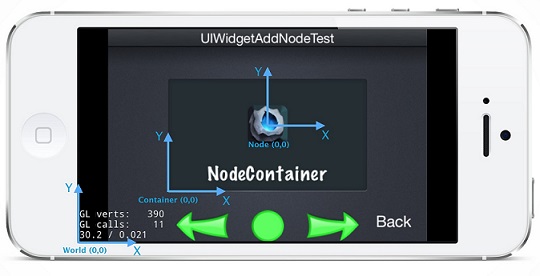 UIWidgetAddNodeTest
Y
X
Node (0,0)
Y
NodeContainer
X
Container (0,0)
Y
GL verts: 390
GL calls: 11
30.2 / 0.021
Back
X
World (0,0)